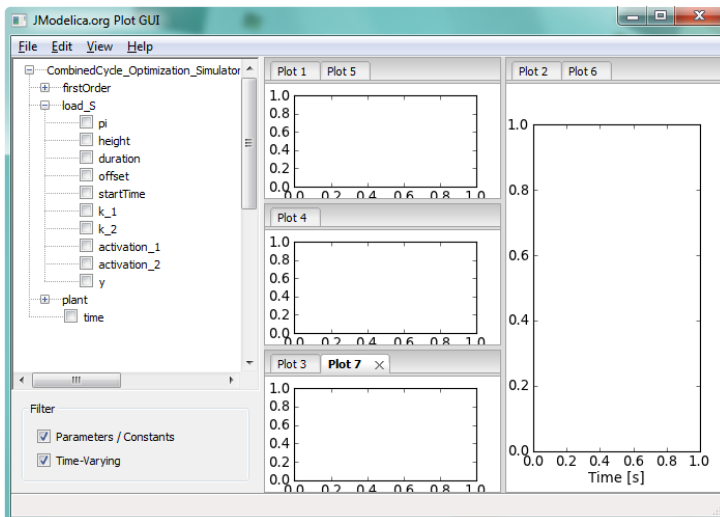 JModelica.org Plot GUI
File Edit View Help
CombinedCycle_Optimization_Simulator
firstOrder
load_S
pi
height
duration
offset
startTime
k_1
k_2
activation_1
activation_2
y
plant
time
Filter
Parameters / Constants
Time-Varying
Plot 1 Plot 5
1.0
0.8
0.6
0.4
0.2
0.0
0.0 0.2 0.4 0.6 0.8 1.0
Plot 4
1.0
0.8
0.6
0.4
0.2
0.0
0.0 0.2 0.4 0.6 0.8 1.0
Plot 3 Plot 7
1.0
0.8
0.6
0.4
0.2
0.0
0.0 0.2 0.4 0.6 0.8 1.0
Plot 2 Plot 6
1.0
0.8
0.6
0.4
0.2
0.0
0.0 0.2 0.4 0.6 0.8 1.0
Time [s]